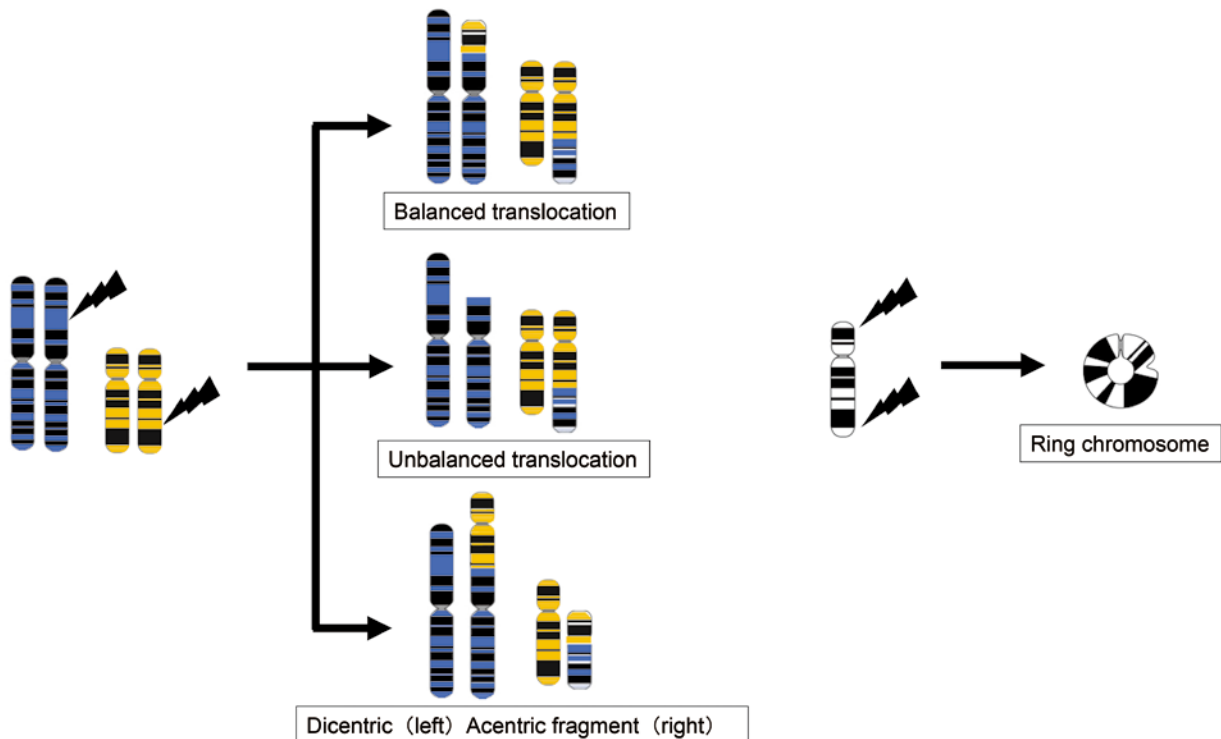 Balanced translocation
Unbalanced translocation
Ring chromosome
Dicentric（left）Acentric fragment（right）